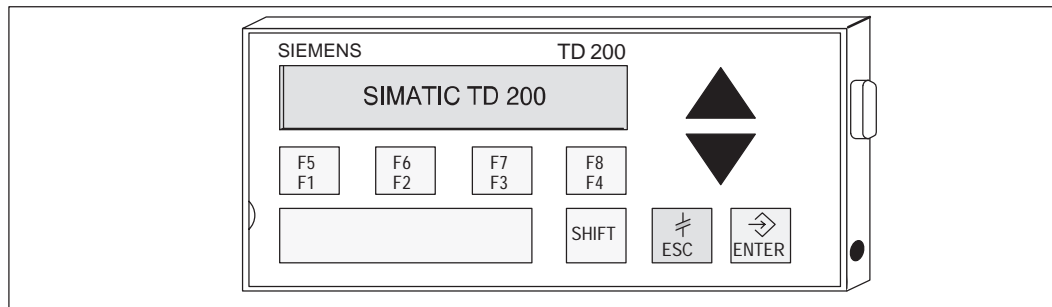 SIEMENS TD 200
SIMATIC TD 200
F5 F6 F7 F8
F1 F2 F3 F4
SHIFT
ESC
ENTER